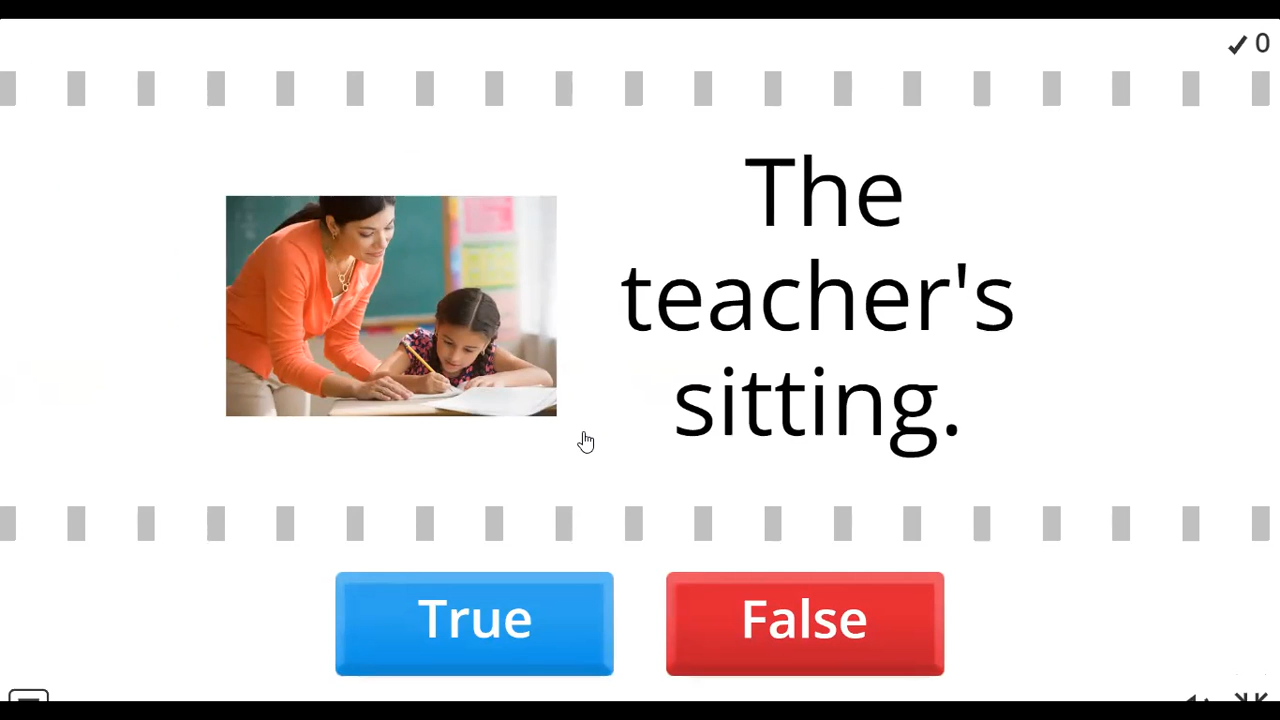 ✓ 0
The
teacher's
sitting.
True
False